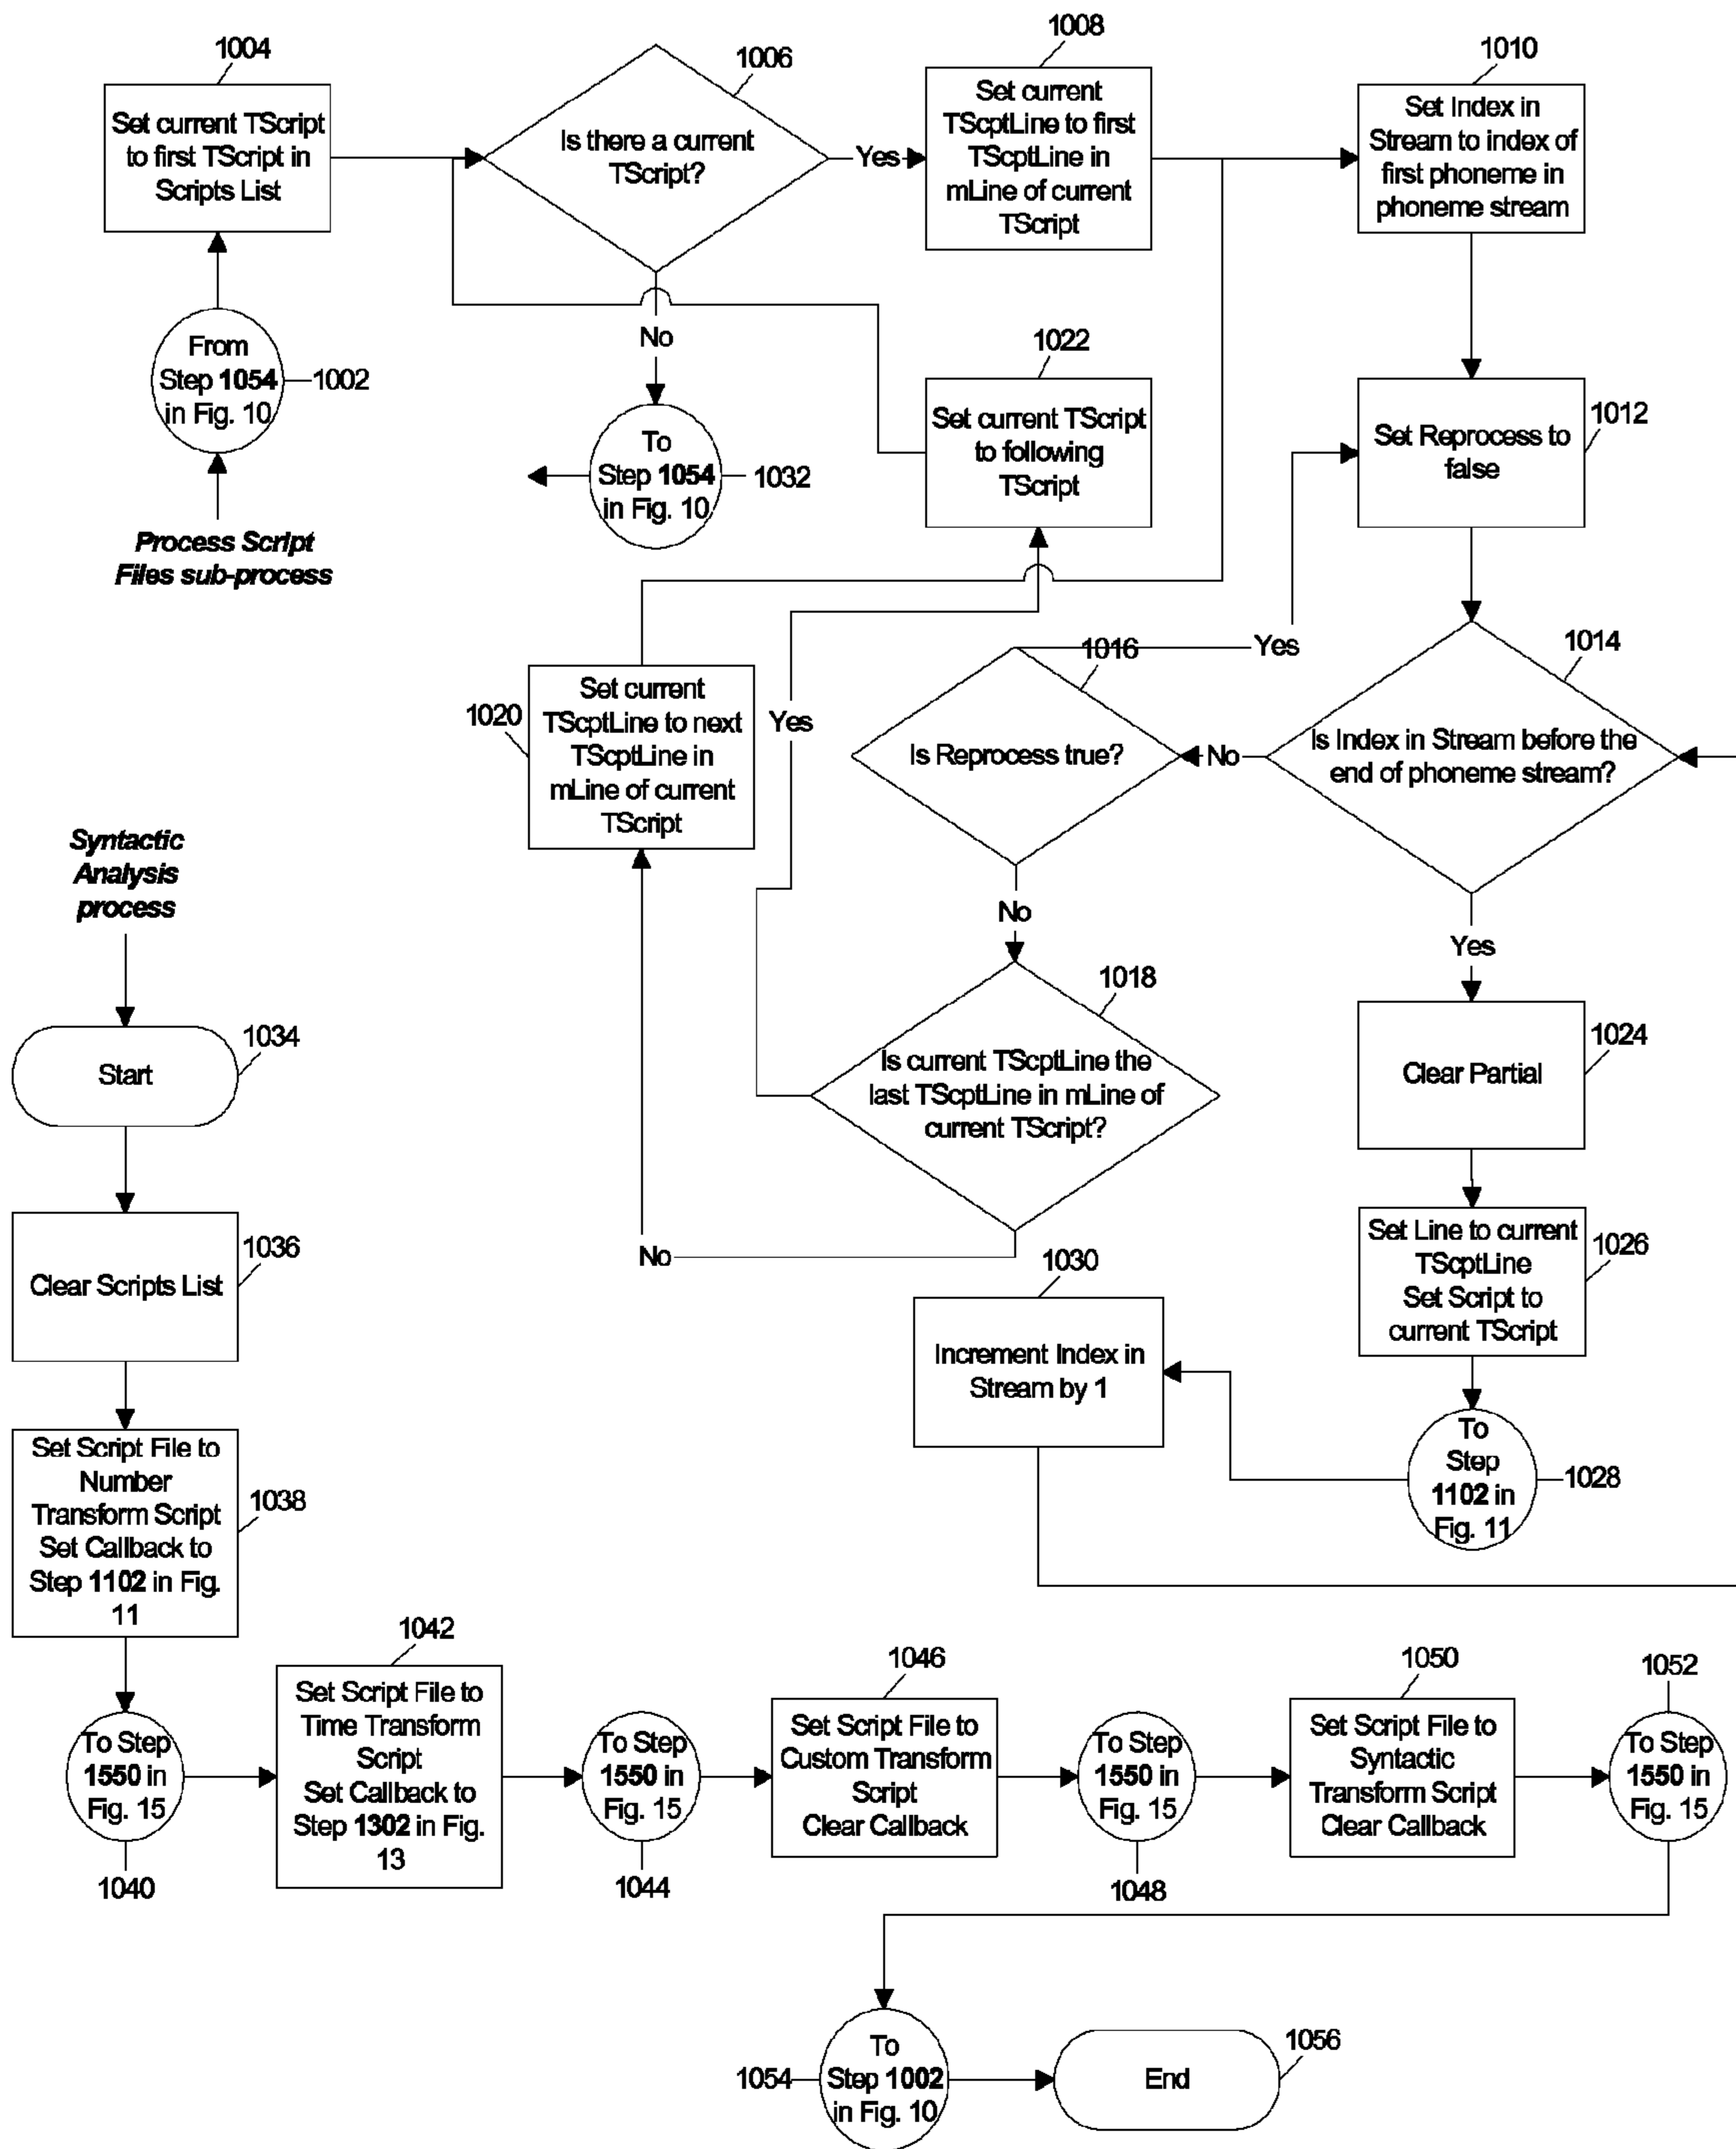 1004
Set current TScript
to first TScript in
Scripts List
1006
Is there a current
TScript?
Yes
1008
Set current
TScptLine to first
TScptLine in
mLine of current
TScript
1010
Set Index in
Stream to index of
first phoneme in
phoneme stream
From
Step 1054
in Fig. 10
1002
Process Script
Files sub-process
No
To
Step 1054
in Fig. 10
1032
1022
Set current TScript
to following
TScript
1012
Set Reprocess to
false
1014
Is Index in Stream before the
end of phoneme stream?
No
1016
Is Reprocess true?
Yes
No
1020
Set current
TScptLine to next
TScptLine in
mLine of current
TScript
Yes
1018
Is current TScptLine the
last TScptLine in mLine of
current TScript?
No
Yes
1024
Clear Partial
1026
Set Line to current
TScptLine
Set Script to
current TScript
To
Step
1102 in
Fig. 11
1028
1030
Increment Index in
Stream by 1
Syntactic
Analysis
process
1034
Start
1036
Clear Scripts List
1038
Set Script File to
Number
Transform Script
Set Callback to
Step 1102 in Fig.
11
To Step
1550 in
Fig. 15
1040
1042
Set Script File to
Time Transform
Script
Set Callback to
Step 1302 in Fig.
13
To Step
1550 in
Fig. 15
1044
1046
Set Script File to
Custom Transform
Script
Clear Callback
To Step
1550 in
Fig. 15
1048
1050
Set Script File to
Syntactic
Transform Script
Clear Callback
1052
To Step
1550 in
Fig. 15
1054
To
Step 1002
in Fig. 10
1056
End